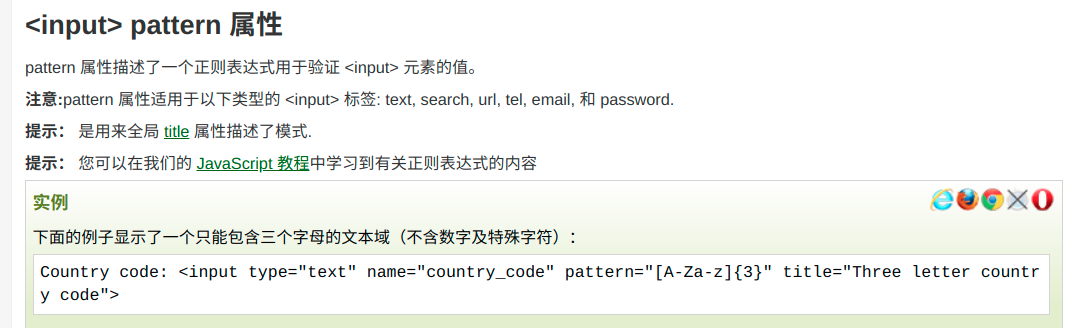 <input> pattern 属性
pattern 属性描述了一个正则表达式用于验证 <input> 元素的值。
注意:pattern 属性适用于以下类型的 <input> 标签: text, search, url, tel, email, 和 password.
提示： 是用来全局 title 属性描述了模式.
提示： 您可以在我们的 JavaScript 教程中学习到有关正则表达式的内容
实例
下面的例子显示了一个只能包含三个字母的文本域（不含数字及特殊字符）：
Country code: <input type="text" name="country_code" pattern="[A-Za-z]{3}" title="Three letter countr
y code">